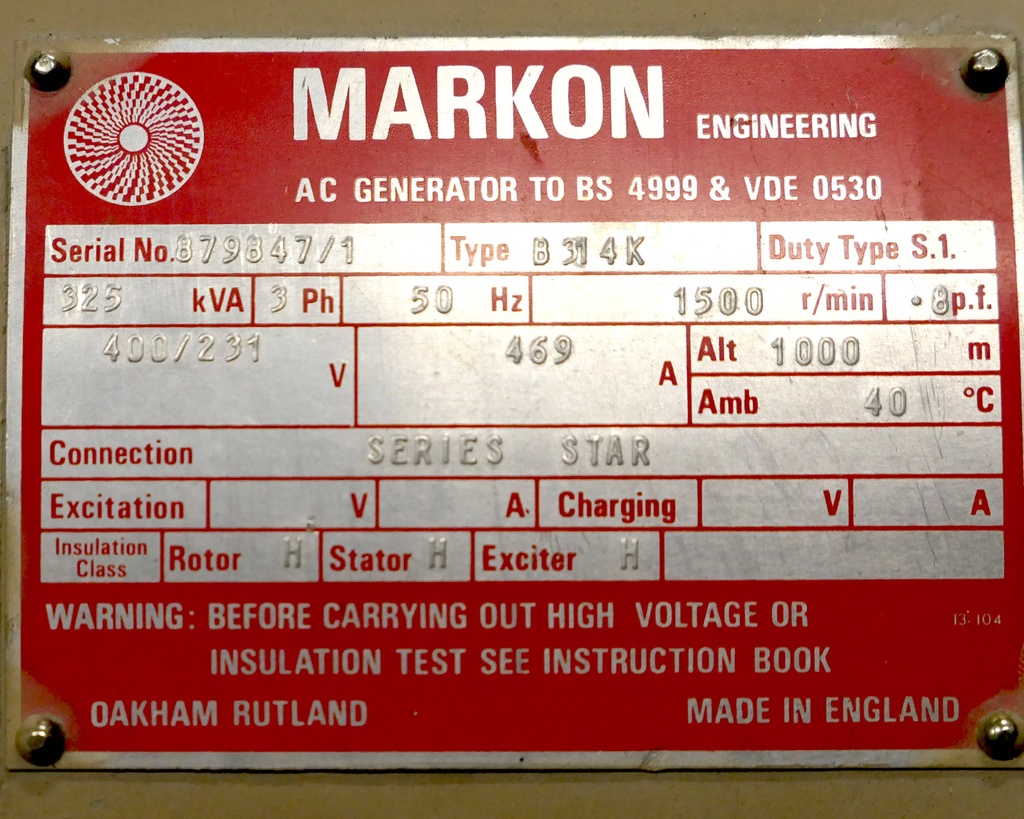 MARKON ENGINEERING
AC GENERATOR TO BS 4999 & VDE 0530
Serial No. 879847/1 Type B314K Duty Type S.1.
325 kVA 3 Ph 50 Hz 1500 r/min .8 p.f.
400/231 V 469 A Alt 1000 m
Amb 40 °C
Connection SERIES STAR
Excitation V A. Charging V A
Insulation Class Rotor H Stator H Exciter H
WARNING: BEFORE CARRYING OUT HIGH VOLTAGE OR
13: 104
INSULATION TEST SEE INSTRUCTION BOOK
OAKHAM RUTLAND MADE IN ENGLAND